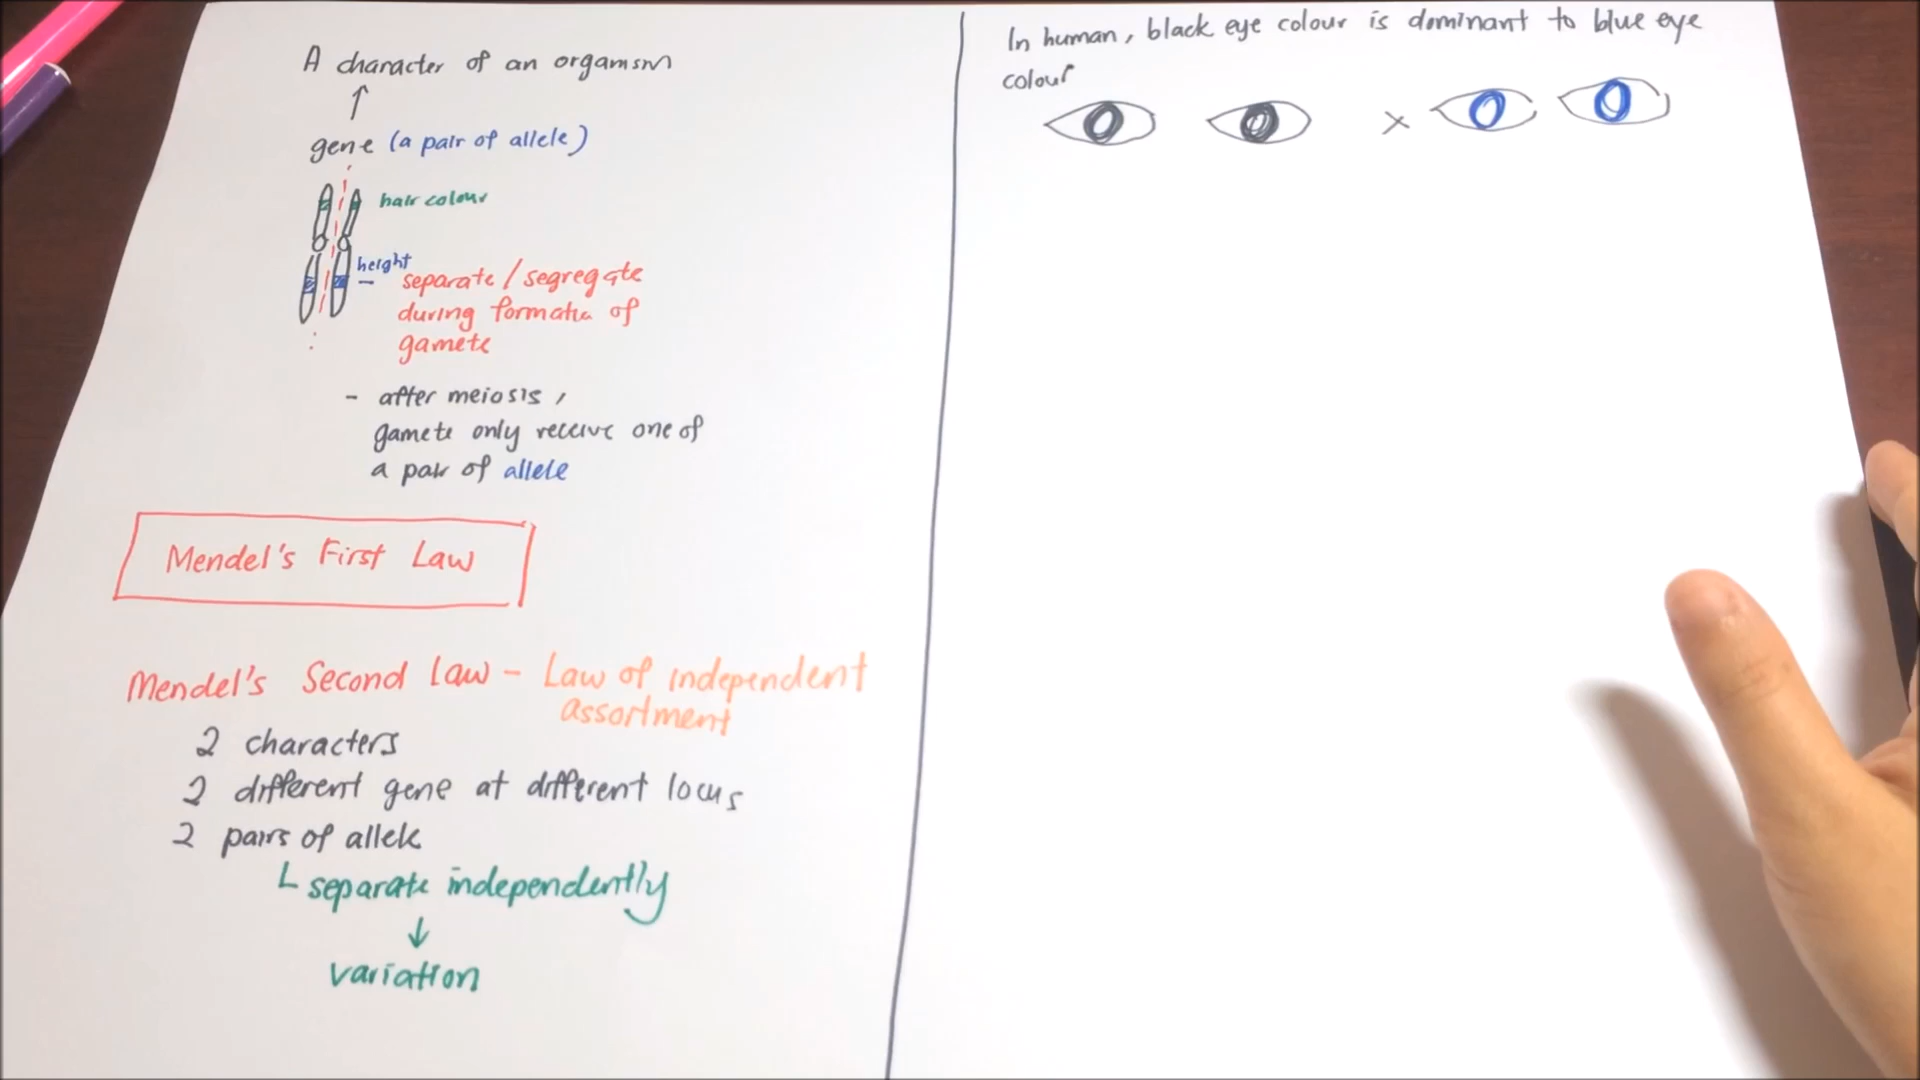 A character of an organism
gene (a pair of allele)
hair colour
height
- separate / segregate
during formation of
gamete
- after meiosis,
gamete only receive one of
a pair of allele
Mendel's First Law
Mendel's Second Law - Law of independent
assortment
2 characters
2 different gene at different locus
2 pairs of allele
separate independently
↓
variation
In human, black eye colour is dominant to blue eye
colour
×